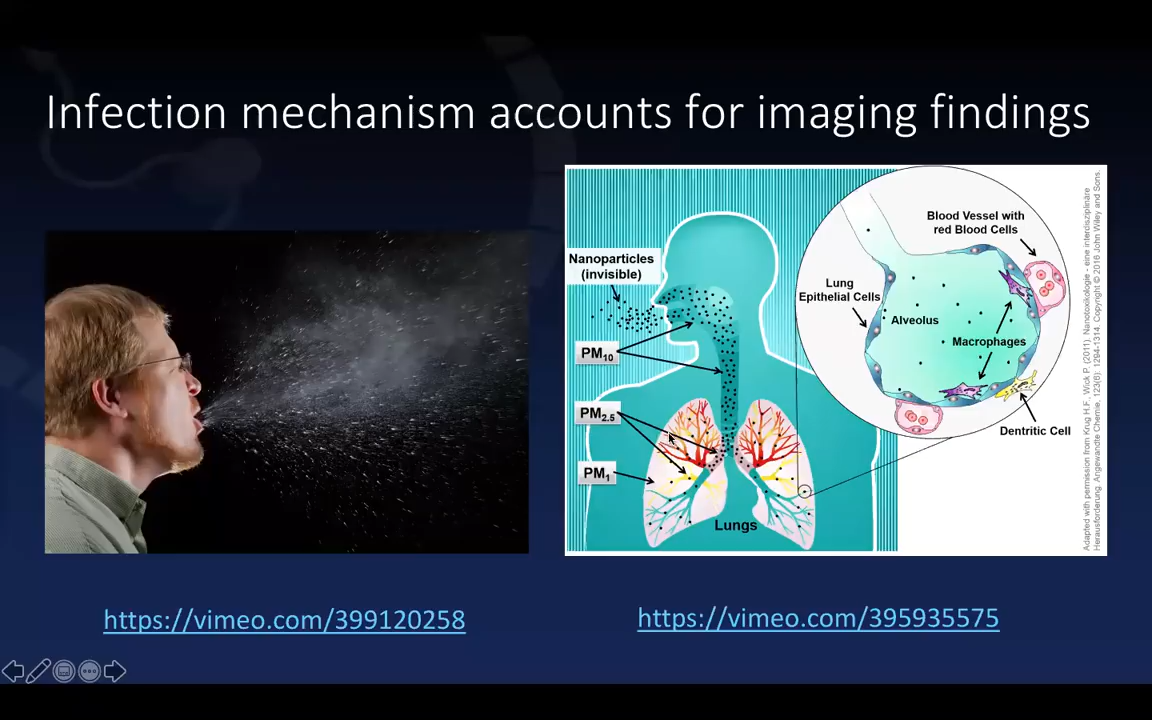 Infection mechanism accounts for imaging findings
Nanoparticles
(invisible)
PM10
PM2.5
PM1
Lungs
Blood Vessel with
red Blood Cells
Lung
Epithelial Cells
Alveolus
Macrophages
Dentritic Cell
Adapted with permission from Krug H.F., Wick P. (2011). Nanotoxikologie - eine interdisziplinäre
Herausforderung. Angewandte Chemie. 123(6): 1294-1314. Copyright © 2016 John Wiley and Sons.
https://vimeo.com/399120258
https://vimeo.com/395935575